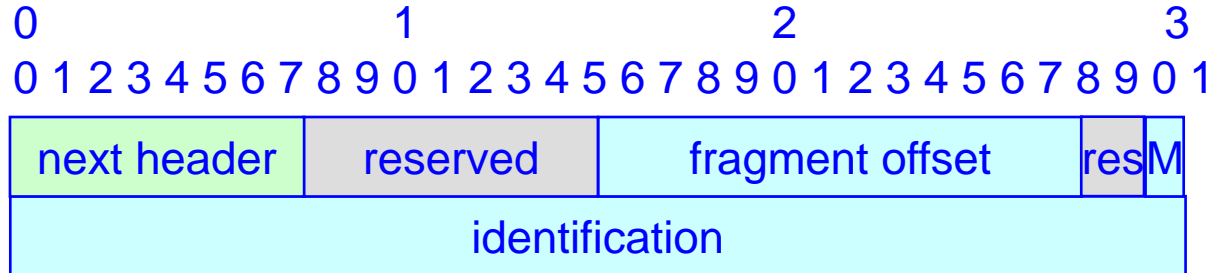 0 1 2 3
0 1 2 3 4 5 6 7 8 9 0 1 2 3 4 5 6 7 8 9 0 1 2 3 4 5 6 7 8 9 0 1
next header reserved fragment offset res M
identification